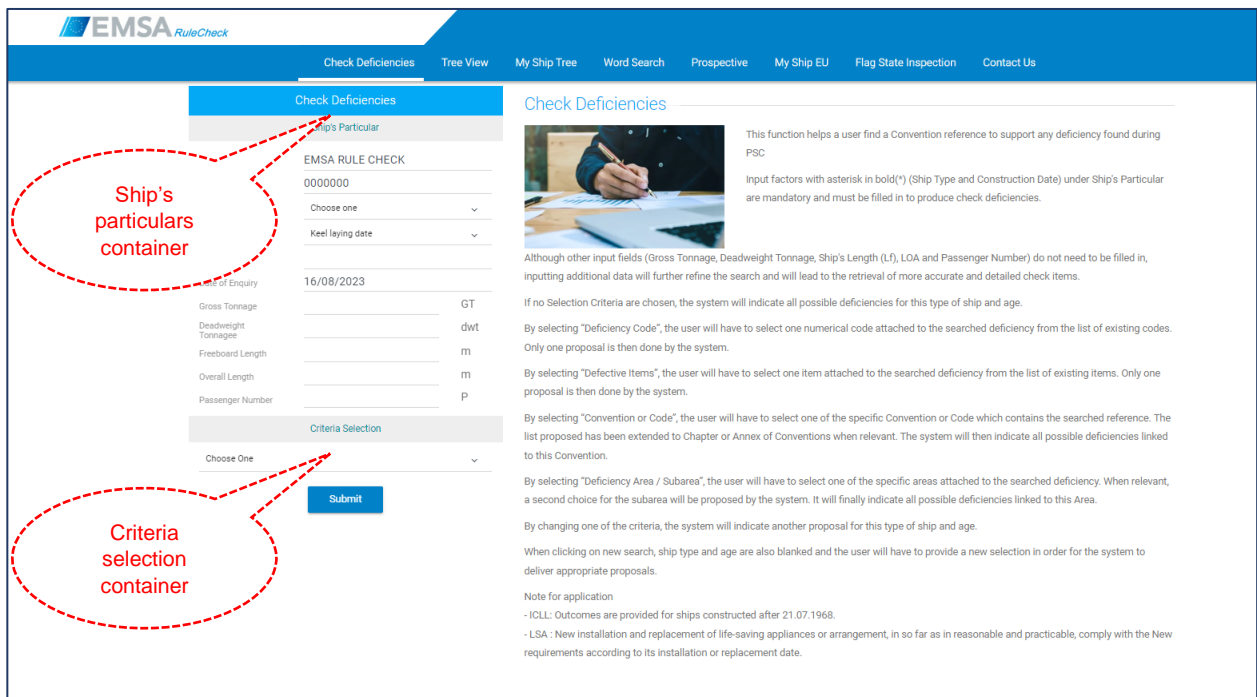 EMSA RuleCheck
Check Deficiencies Tree View My Ship Tree Word Search Prospective My Ship EU Flag State Inspection Contact Us
Check Deficiencies
Ship's Particular
EMSA RULE CHECK
0000000
Choose one
Keel laying date
Date of Enquiry 16/08/2023
Gross Tonnage GT
Deadweight
Tonnagee dwt
Freeboard Length m
Overall Length m
Passenger Number P
Criteria Selection
Choose One
Submit
Ship's
particulars
container
Criteria
selection
container
Check Deficiencies
This function helps a user find a Convention reference to support any deficiency found during
PSC
Input factors with asterisk in bold(*) (Ship Type and Construction Date) under Ship's Particular
are mandatory and must be filled in to produce check deficiencies.
Although other input fields (Gross Tonnage, Deadweight Tonnage, Ship's Length (Lf), LOA and Passenger Number) do not need to be filled in,
inputting additional data will further refine the search and will lead to the retrieval of more accurate and detailed check items.
If no Selection Criteria are chosen, the system will indicate all possible deficiencies for this type of ship and age.
By selecting “Deficiency Code”, the user will have to select one numerical code attached to the searched deficiency from the list of existing codes.
Only one proposal is then done by the system.
By selecting “Defective Items”, the user will have to select one item attached to the searched deficiency from the list of existing items. Only one
proposal is then done by the system.
By selecting “Convention or Code”, the user will have to select one of the specific Convention or Code which contains the searched reference. The
list proposed has been extended to Chapter or Annex of Conventions when relevant. The system will then indicate all possible deficiencies linked
to this Convention.
By selecting “Deficiency Area / Subarea”, the user will have to select one of the specific areas attached to the searched deficiency. When relevant,
a second choice for the subarea will be proposed by the system. It will finally indicate all possible deficiencies linked to this Area.
By changing one of the criteria, the system will indicate another proposal for this type of ship and age.
When clicking on new search, ship type and age are also blanked and the user will have to provide a new selection in order for the system to
deliver appropriate proposals.
Note for application
- ICLL: Outcomes are provided for ships constructed after 21.07.1968.
- LSA : New installation and replacement of life-saving appliances or arrangement, in so far as in reasonable and practicable, comply with the New
requirements according to its installation or replacement date.